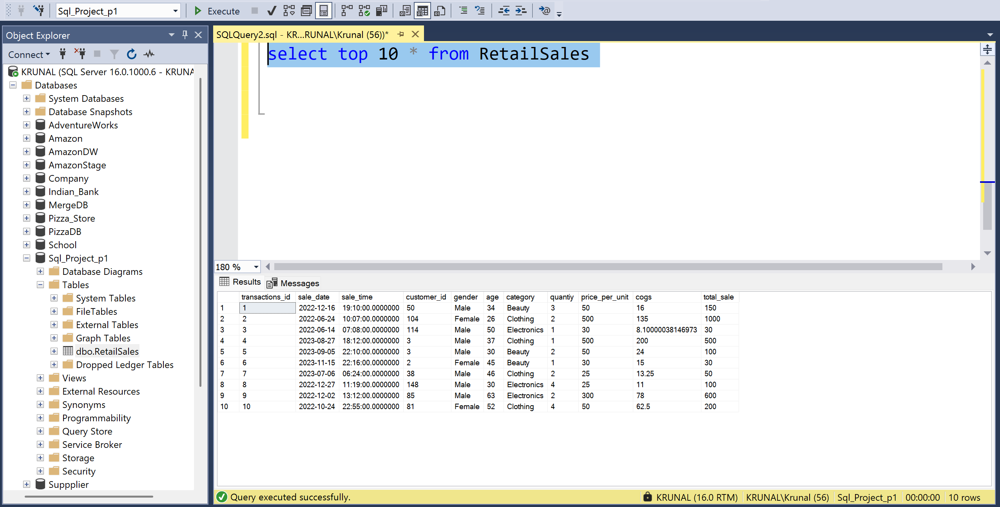 Sql_Project_p1 Execute
Object Explorer
Connect
KRUNAL (SQL Server 16.0.1000.6 - KRUNA
Databases
System Databases
Database Snapshots
AdventureWorks
Amazon
AmazonDW
AmazonStage
Company
Indian_Bank
MergeDB
Pizza_Store
PizzaDB
School
Sql_Project_p1
Database Diagrams
Tables
System Tables
FileTables
External Tables
Graph Tables
dbo.RetailSales
Dropped Ledger Tables
Views
External Resources
Synonyms
Programmability
Query Store
Service Broker
Storage
Security
Suppplier
SQLQuery2.sql - KR...RUNAL\Krunal (56))*
select top 10 * from RetailSales
180 %
Results Messages
transactions_id sale_date sale_time customer_id gender age category quantiy price_per_unit cogs total_sale
1 1 2022-12-16 19:10:00.0000000 50 Male 34 Beauty 3 50 16 150
2 2 2022-06-24 10:07:00.0000000 104 Female 26 Clothing 2 500 135 1000
3 3 2022-06-14 07:08:00.0000000 114 Male 50 Electronics 1 30 8.10000038146973 30
4 4 2023-08-27 18:12:00.0000000 3 Male 37 Clothing 1 500 200 500
5 5 2023-09-05 22:10:00.0000000 3 Male 30 Beauty 2 50 24 100
6 6 2023-11-15 22:16:00.0000000 2 Female 45 Beauty 1 30 15 30
7 7 2023-07-06 06:24:00.0000000 38 Male 46 Clothing 2 25 13.25 50
8 8 2022-12-27 11:19:00.0000000 148 Male 30 Electronics 4 25 11 100
9 9 2022-12-02 13:12:00.0000000 85 Male 63 Electronics 2 300 78 600
10 10 2022-10-24 22:55:00.0000000 81 Female 52 Clothing 4 50 62.5 200
Query executed successfully. KRUNAL (16.0 RTM) KRUNAL\Krunal (56) Sql_Project_p1 00:00:00 10 rows